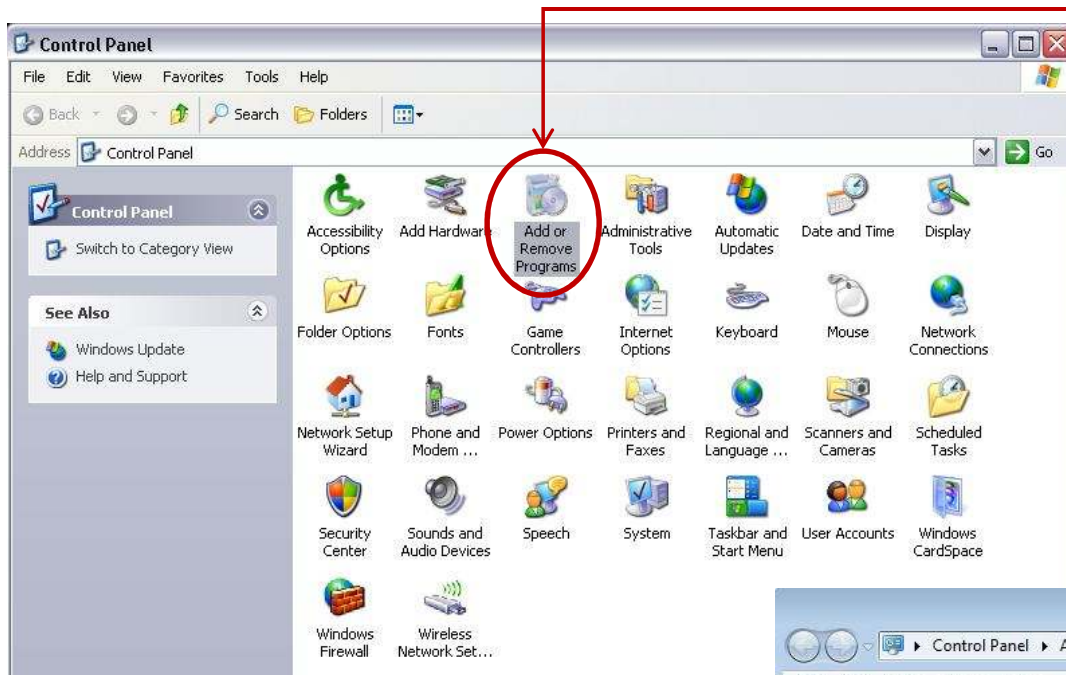 Control Panel
File Edit View Favorites Tools Help
Back Search Folders
Address Control Panel Go
Control Panel
Switch to Category View
See Also
Windows Update
Help and Support
Accessibility Options
Add Hardware
Add or Remove Programs
Administrative Tools
Automatic Updates
Date and Time
Display
Folder Options
Fonts
Game Controllers
Internet Options
Keyboard
Mouse
Network Connections
Network Setup Wizard
Phone and Modem ...
Power Options
Printers and Faxes
Regional and Language ...
Scanners and Cameras
Scheduled Tasks
Security Center
Sounds and Audio Devices
Speech
System
Taskbar and Start Menu
User Accounts
Windows CardSpace
Windows Firewall
Wireless Network Set...
Control Panel